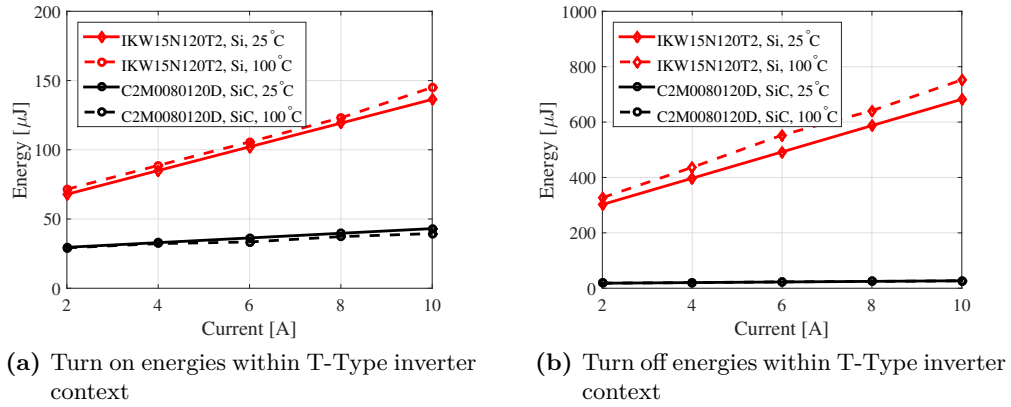 200
150
100
50
0
Energy [μJ]
IKW15N120T2, Si, 25°C
IKW15N120T2, Si, 100°C
C2M0080120D, SiC, 25°C
C2M0080120D, SiC, 100°C
2 4 6 8 10
Current [A]
(a) Turn on energies within T-Type inverter
context
1000
800
600
400
200
0
Energy [μJ]
IKW15N120T2, Si, 25°C
IKW15N120T2, Si, 100°C
C2M0080120D, SiC, 25°C
C2M0080120D, SiC, 100°C
2 4 6 8 10
Current [A]
(b) Turn off energies within T-Type inverter
context